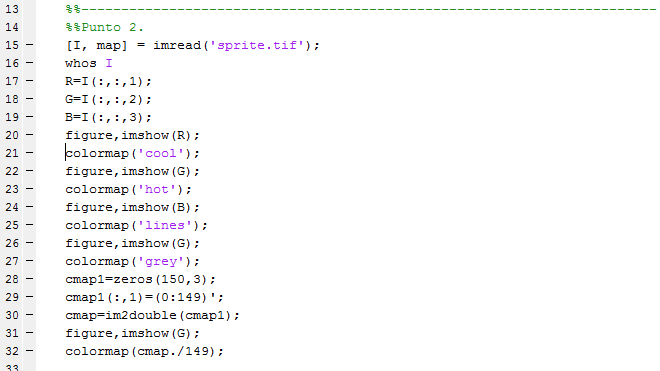 13 %%----------------------------------------------------------------
14 %%Punto 2.
15 - [I, map] = imread('sprite.tif');
16 - whos I
17 - R=I(:,:,1);
18 - G=I(:,:,2);
19 - B=I(:,:,3);
20 - figure,imshow(R);
21 - colormap('cool');
22 - figure,imshow(G);
23 - colormap('hot');
24 - figure,imshow(B);
25 - colormap('lines');
26 - figure,imshow(G);
27 - colormap('grey');
28 - cmap1=zeros(150,3);
29 - cmap1(:,1)=(0:149)';
30 - cmap=im2double(cmap1);
31 - figure,imshow(G);
32 - colormap(cmap./149);
33